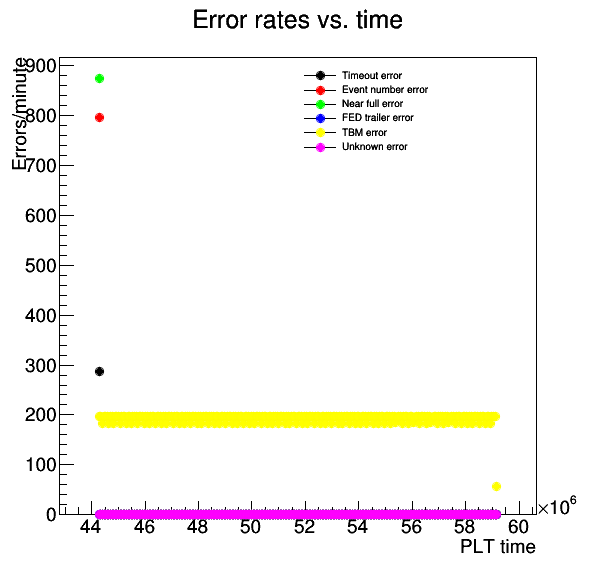 Error rates vs. time
Errors/minute
900
800
700
600
500
400
300
200
100
0
Timeout error
Event number error
Near full error
FED trailer error
TBM error
Unknown error
44 46 48 50 52 54 56 58 60
×10⁶
PLT time